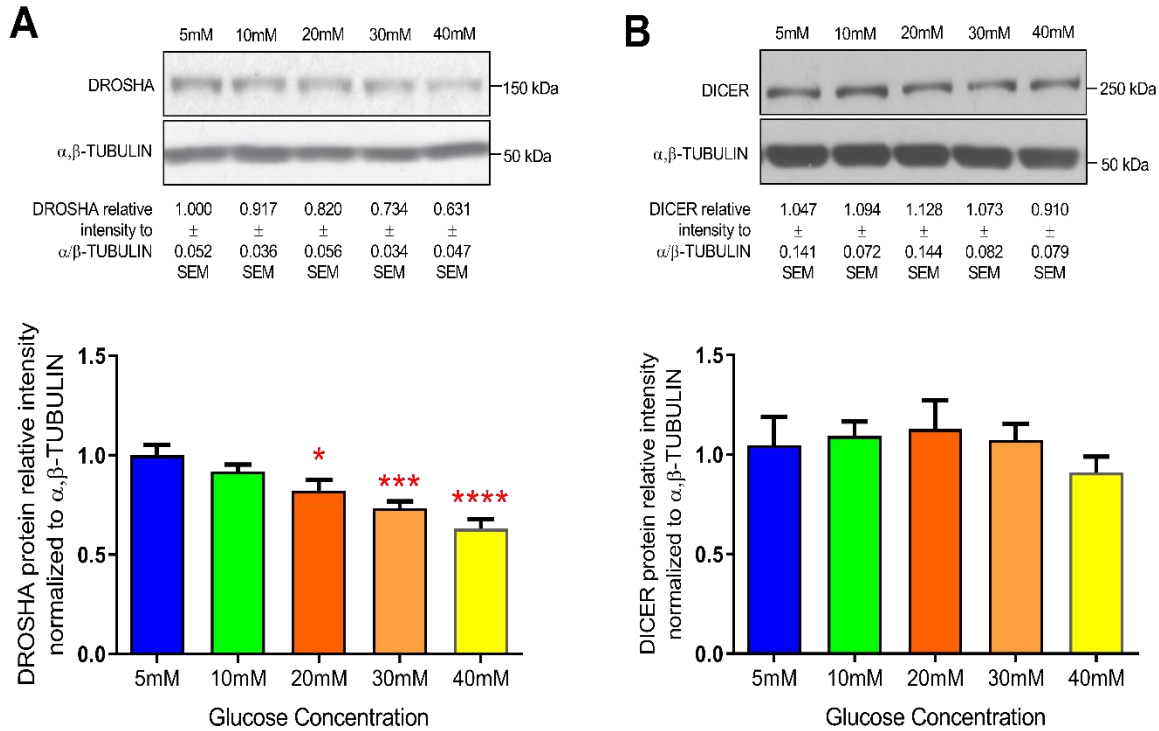 A
5mM 10mM 20mM 30mM 40mM
DROSHA
150 kDa
α,β-TUBULIN
50 kDa
DROSHA relative 1.000 0.917 0.820 0.734 0.631
intensity to ± ± ± ± ±
α/β-TUBULIN 0.052 0.036 0.056 0.034 0.047
SEM SEM SEM SEM SEM
DROSHA protein relative intensity
normalized to α,β-TUBULIN
1.5
1.0
0.5
0.0
*
***
****
5mM 10mM 20mM 30mM 40mM
Glucose Concentration
B
5mM 10mM 20mM 30mM 40mM
DICER
250 kDa
α,β-TUBULIN
50 kDa
DICER relative 1.047 1.094 1.128 1.073 0.910
intensity to ± ± ± ± ±
α/β-TUBULIN 0.141 0.072 0.144 0.082 0.079
SEM SEM SEM SEM SEM
DICER protein relative intensity
normalized to α,β-TUBULIN
1.5
1.0
0.5
0.0
5mM 10mM 20mM 30mM 40mM
Glucose Concentration